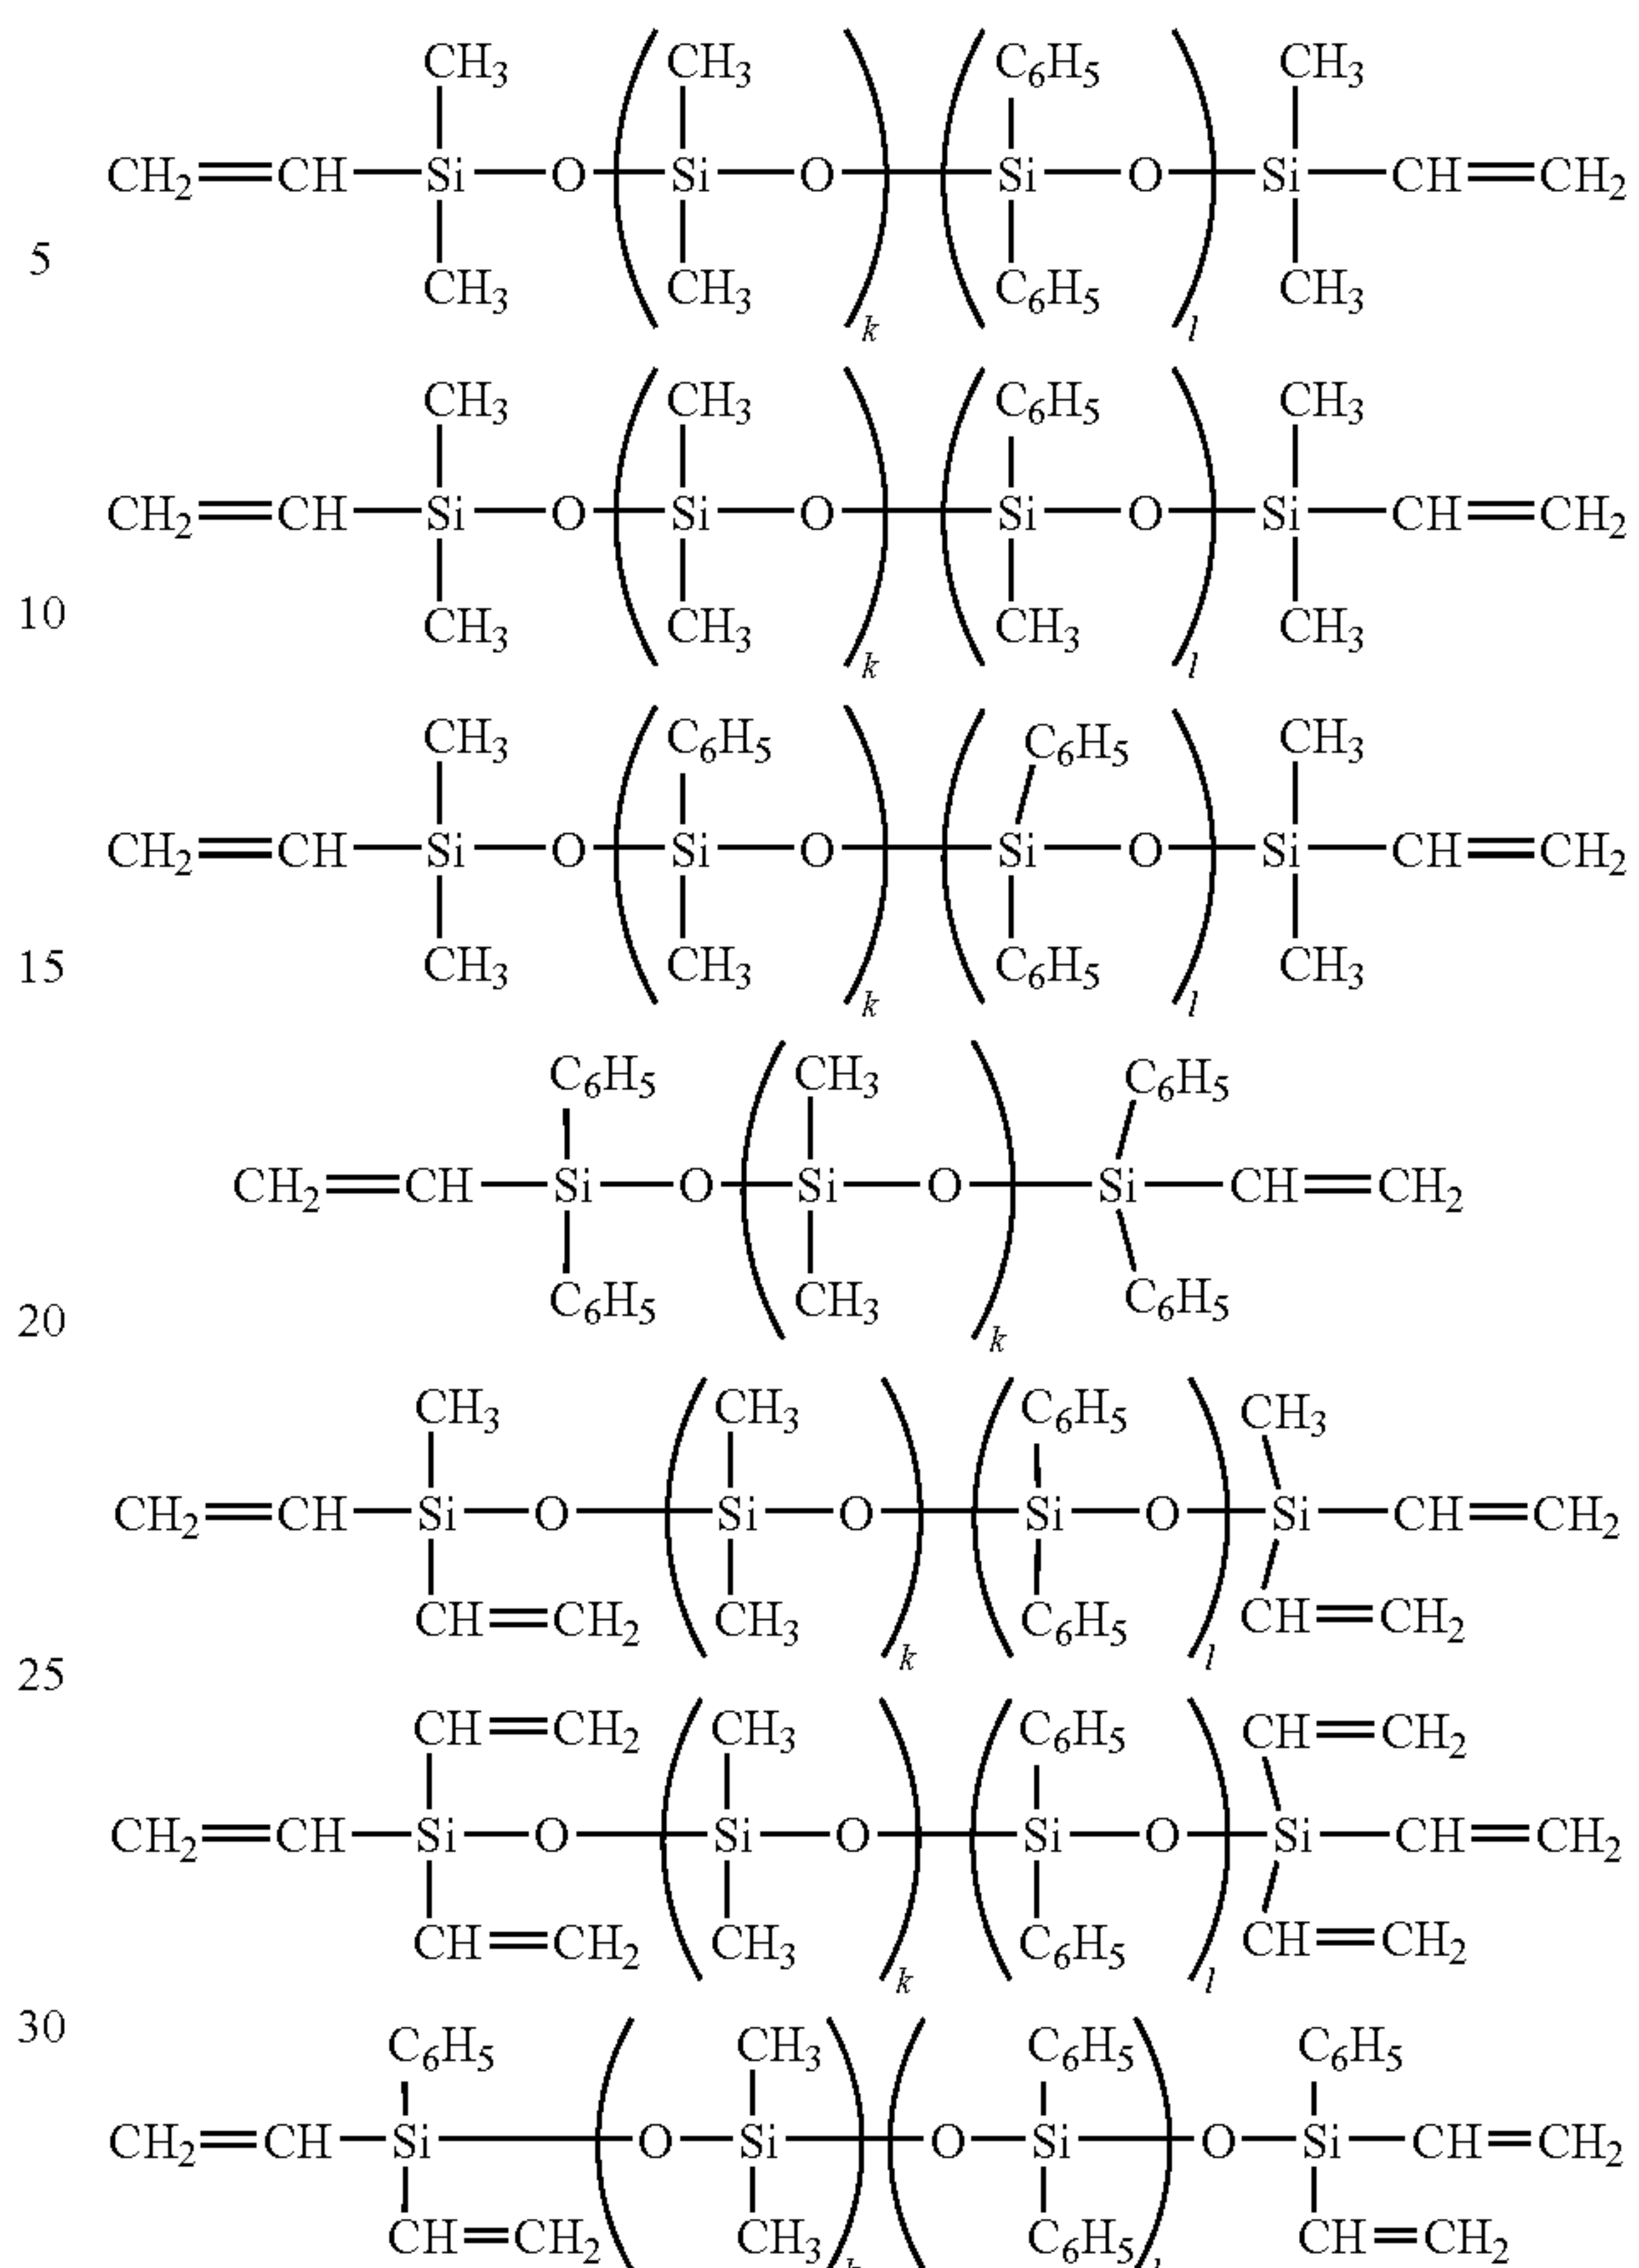 CH₃ CH₃ C₆H₅ CH₃
CH₂=CH—Si—O—(Si—O)—(Si—O)—Si—CH=CH₂
5
CH₃ CH₃ C₆H₅ CH₃
k l
CH₃ CH₃ C₆H₅ CH₃
CH₂=CH—Si—O—(Si—O)—(Si—O)—Si—CH=CH₂
10
CH₃ CH₃ CH₃ CH₃
k l
CH₃ C₆H₅ C₆H₅ CH₃
CH₂=CH—Si—O—(Si—O)—(Si—O)—Si—CH=CH₂
15
CH₃ CH₃ C₆H₅ CH₃
k l
C₆H₅ CH₃ C₆H₅
CH₂=CH—Si—O—(Si—O)—Si—CH=CH₂
C₆H₅ CH₃ C₆H₅
20
k
CH₃ CH₃ C₆H₅ CH₃
CH₂=CH—Si—O—(Si—O)—(Si—O)—Si—CH=CH₂
CH=CH₂ CH₃ C₆H₅ CH=CH₂
k l
25
CH=CH₂ CH₃ C₆H₅ CH=CH₂
CH₂=CH—Si—O—(Si—O)—(Si—O)—Si—CH=CH₂
CH=CH₂ CH₃ C₆H₅ CH=CH₂
k l
30
C₆H₅ CH₃ C₆H₅ C₆H₅
CH₂=CH—Si—(O—Si)—(O—Si)—O—Si—CH=CH₂
CH=CH₂ CH₃ C₆H₅ CH=CH₂